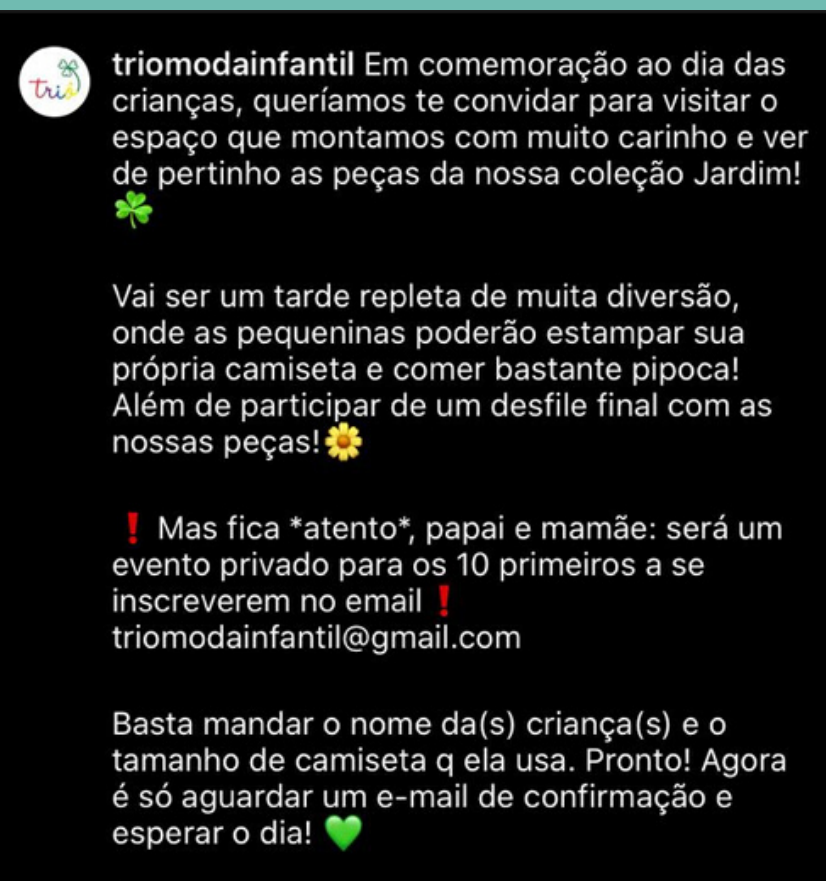 trio
triomodainfantil Em comemoração ao dia das
crianças, queríamos te convidar para visitar o
espaço que montamos com muito carinho e ver
de pertinho as peças da nossa coleção Jardim!
☘️
Vai ser um tarde repleta de muita diversão,
onde as pequeninas poderão estampar sua
própria camiseta e comer bastante pipoca!
Além de participar de um desfile final com as
nossas peças!🌼
❗ Mas fica *atento*, papai e mamãe: será um
evento privado para os 10 primeiros a se
inscreverem no email ❗
triomodainfantil@gmail.com
Basta mandar o nome da(s) criança(s) e o
tamanho de camiseta q ela usa. Pronto! Agora
é só aguardar um e-mail de confirmação e
esperar o dia! 💚